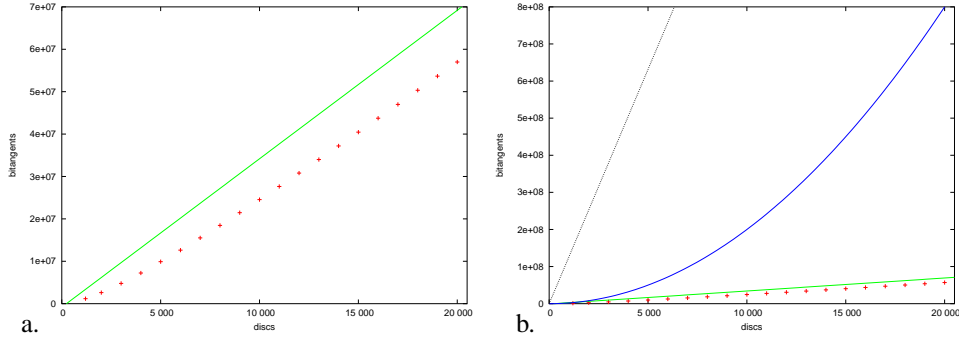 7e+07
6e+07
5e+07
4e+07
3e+07
2e+07
1e+07
0
bitangents
0 5 000 10 000 15 000 20 000
discs
a.
8e+08
7e+08
6e+08
5e+08
4e+08
3e+08
2e+08
1e+08
0
bitangents
0 5 000 10 000 15 000 20 000
discs
b.